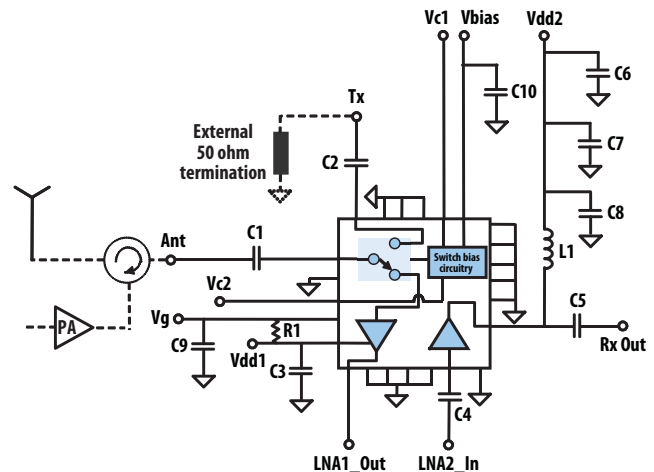 Vc1
Vbias
Vdd2
C6
C10
Tx
C7
External
50 ohm
termination
C2
C8
Ant
C1
L1
Switch bias
circuitry
Vc2
C5
Vg
R1
PA
Rx Out
C9
Vdd1
C3
C4
LNA1_Out
LNA2_In